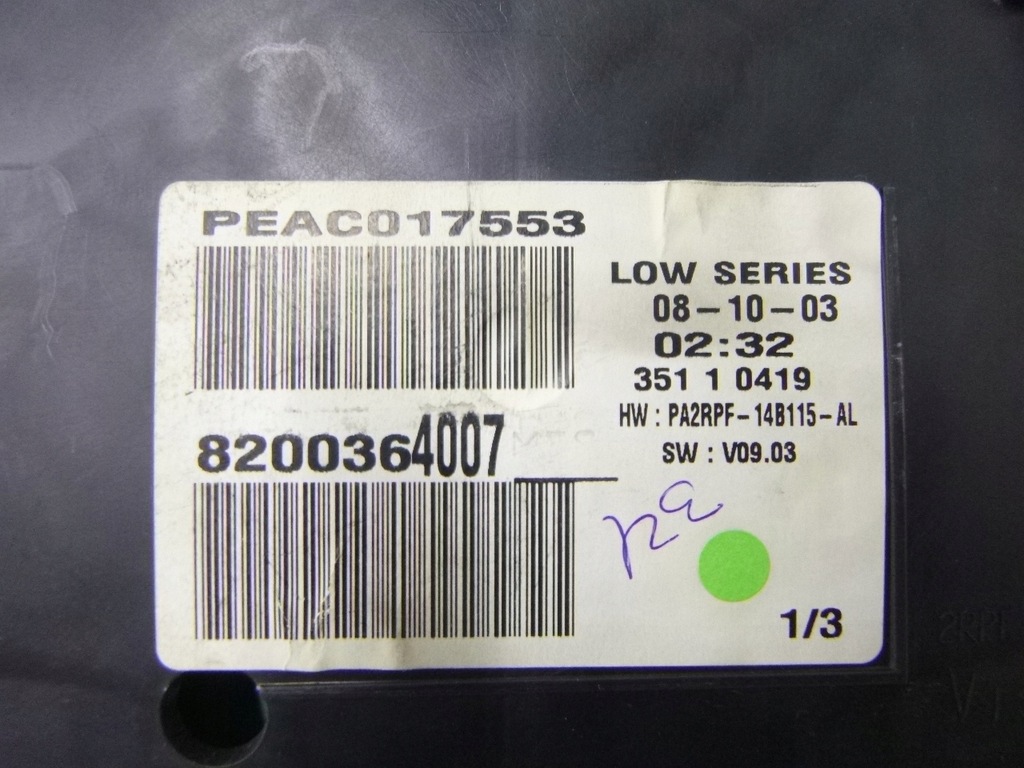 PEAC017553
LOW SERIES
08-10-03
02:32
351 1 0419
HW : PA2RPF-14B115-AL
SW : V09.03
8200364007
1/3